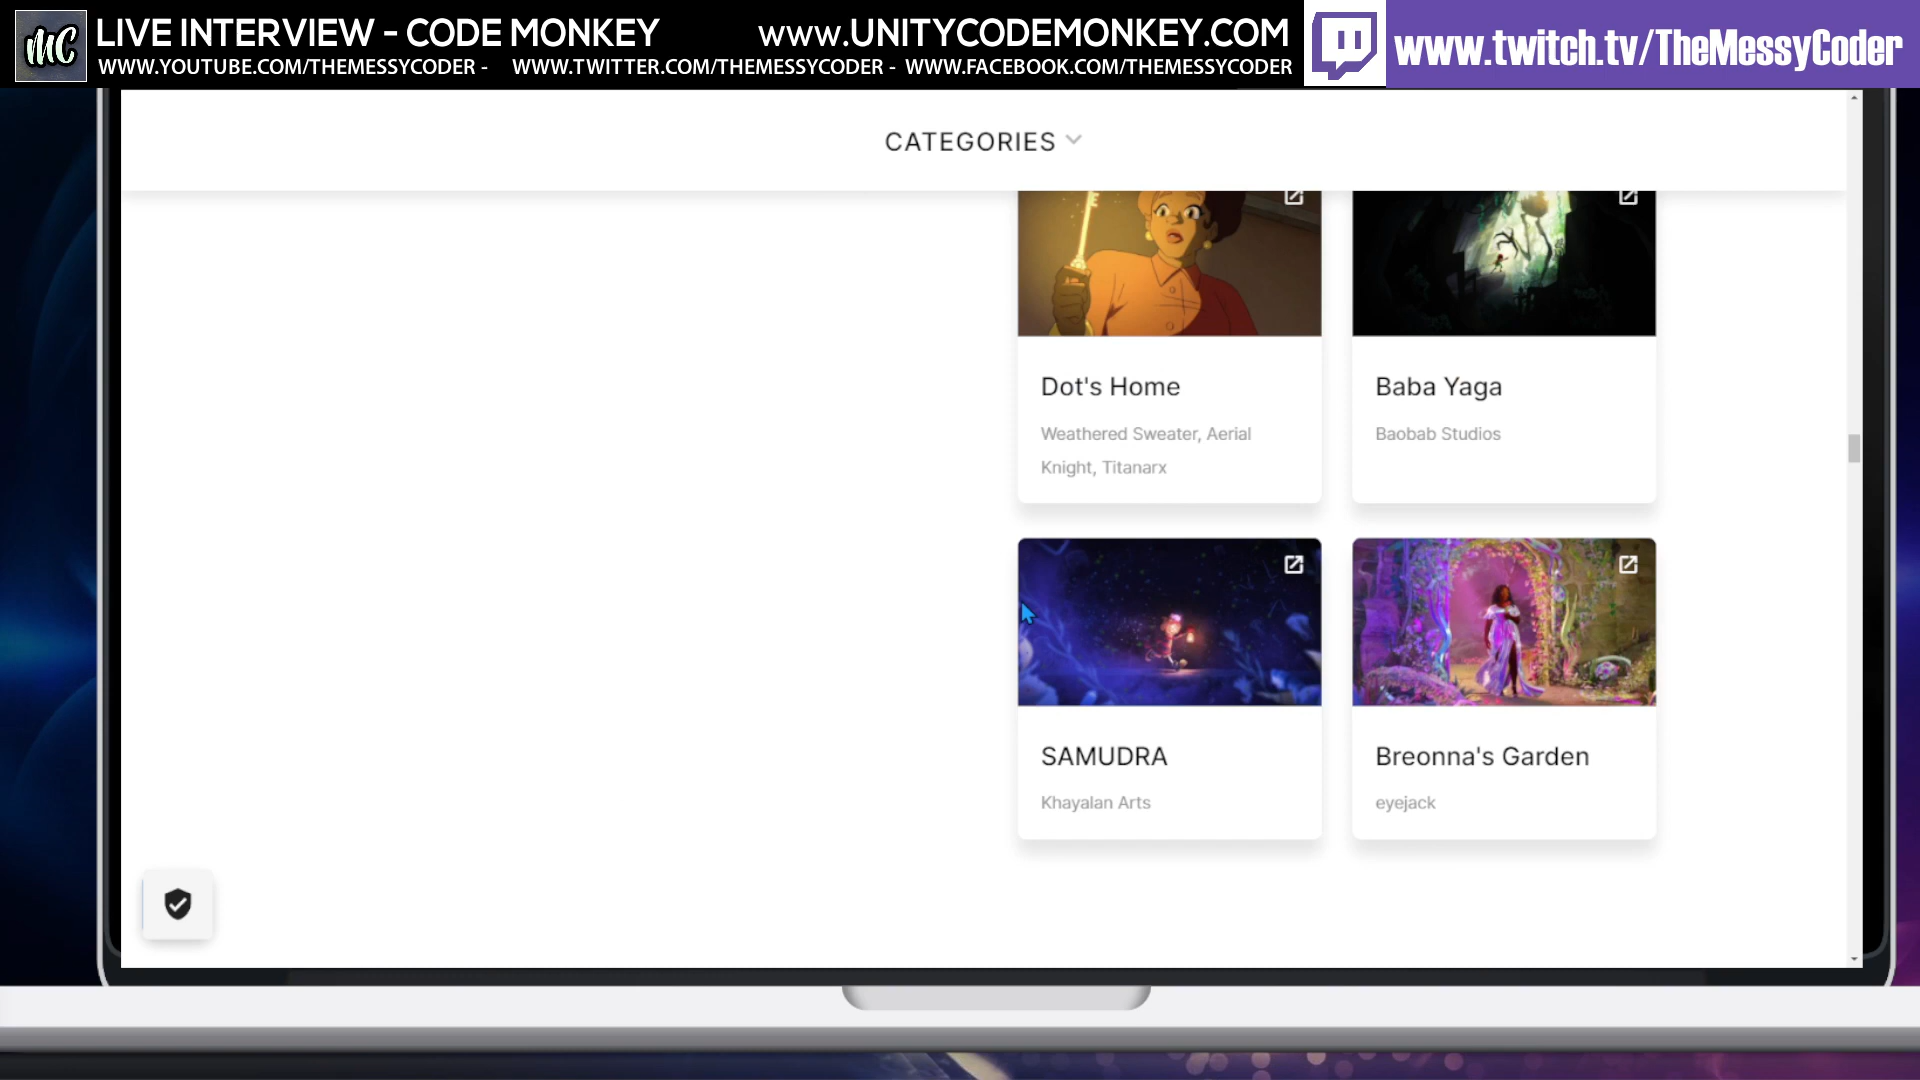 MC LIVE INTERVIEW - CODE MONKEY www.UNITYCODEMONKEY.COM
WWW.YOUTUBE.COM/THEMESSYCODER - WWW.TWITTER.COM/THEMESSYCODER - WWW.FACEBOOK.COM/THEMESSYCODER
www.twitch.tv/TheMessyCoder
CATEGORIES
Dot's Home
Weathered Sweater, Aerial
Knight, Titanarx
Baba Yaga
Baobab Studios
SAMUDRA
Khayalan Arts
Breonna's Garden
eyejack